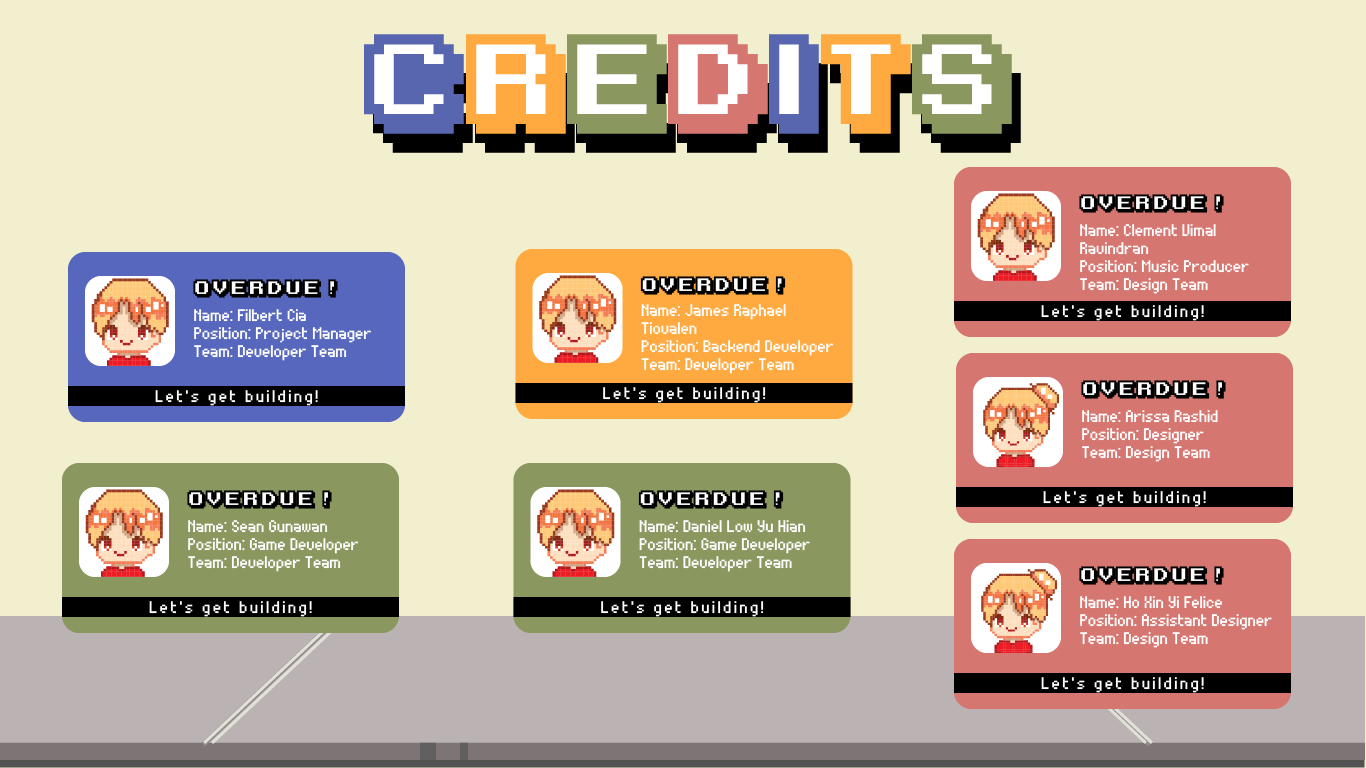 CREDITS
OVERDUE!
Name: Filbert Cia
Position: Project Manager
Team: Developer Team
Let's get building!
OVERDUE!
Name: James Raphael
Tiovalen
Position: Backend Developer
Team: Developer Team
Let's get building!
OVERDUE!
Name: Clement Vimal
Ravindran
Position: Music Producer
Team: Design Team
Let's get building!
OVERDUE!
Name: Arissa Rashid
Position: Designer
Team: Design Team
Let's get building!
OVERDUE!
Name: Sean Gunawan
Position: Game Developer
Team: Developer Team
Let's get building!
OVERDUE!
Name: Daniel Low Yu Hian
Position: Game Developer
Team: Developer Team
Let's get building!
OVERDUE!
Name: Ho Xin Yi Felice
Position: Assistant Designer
Team: Design Team
Let's get building!